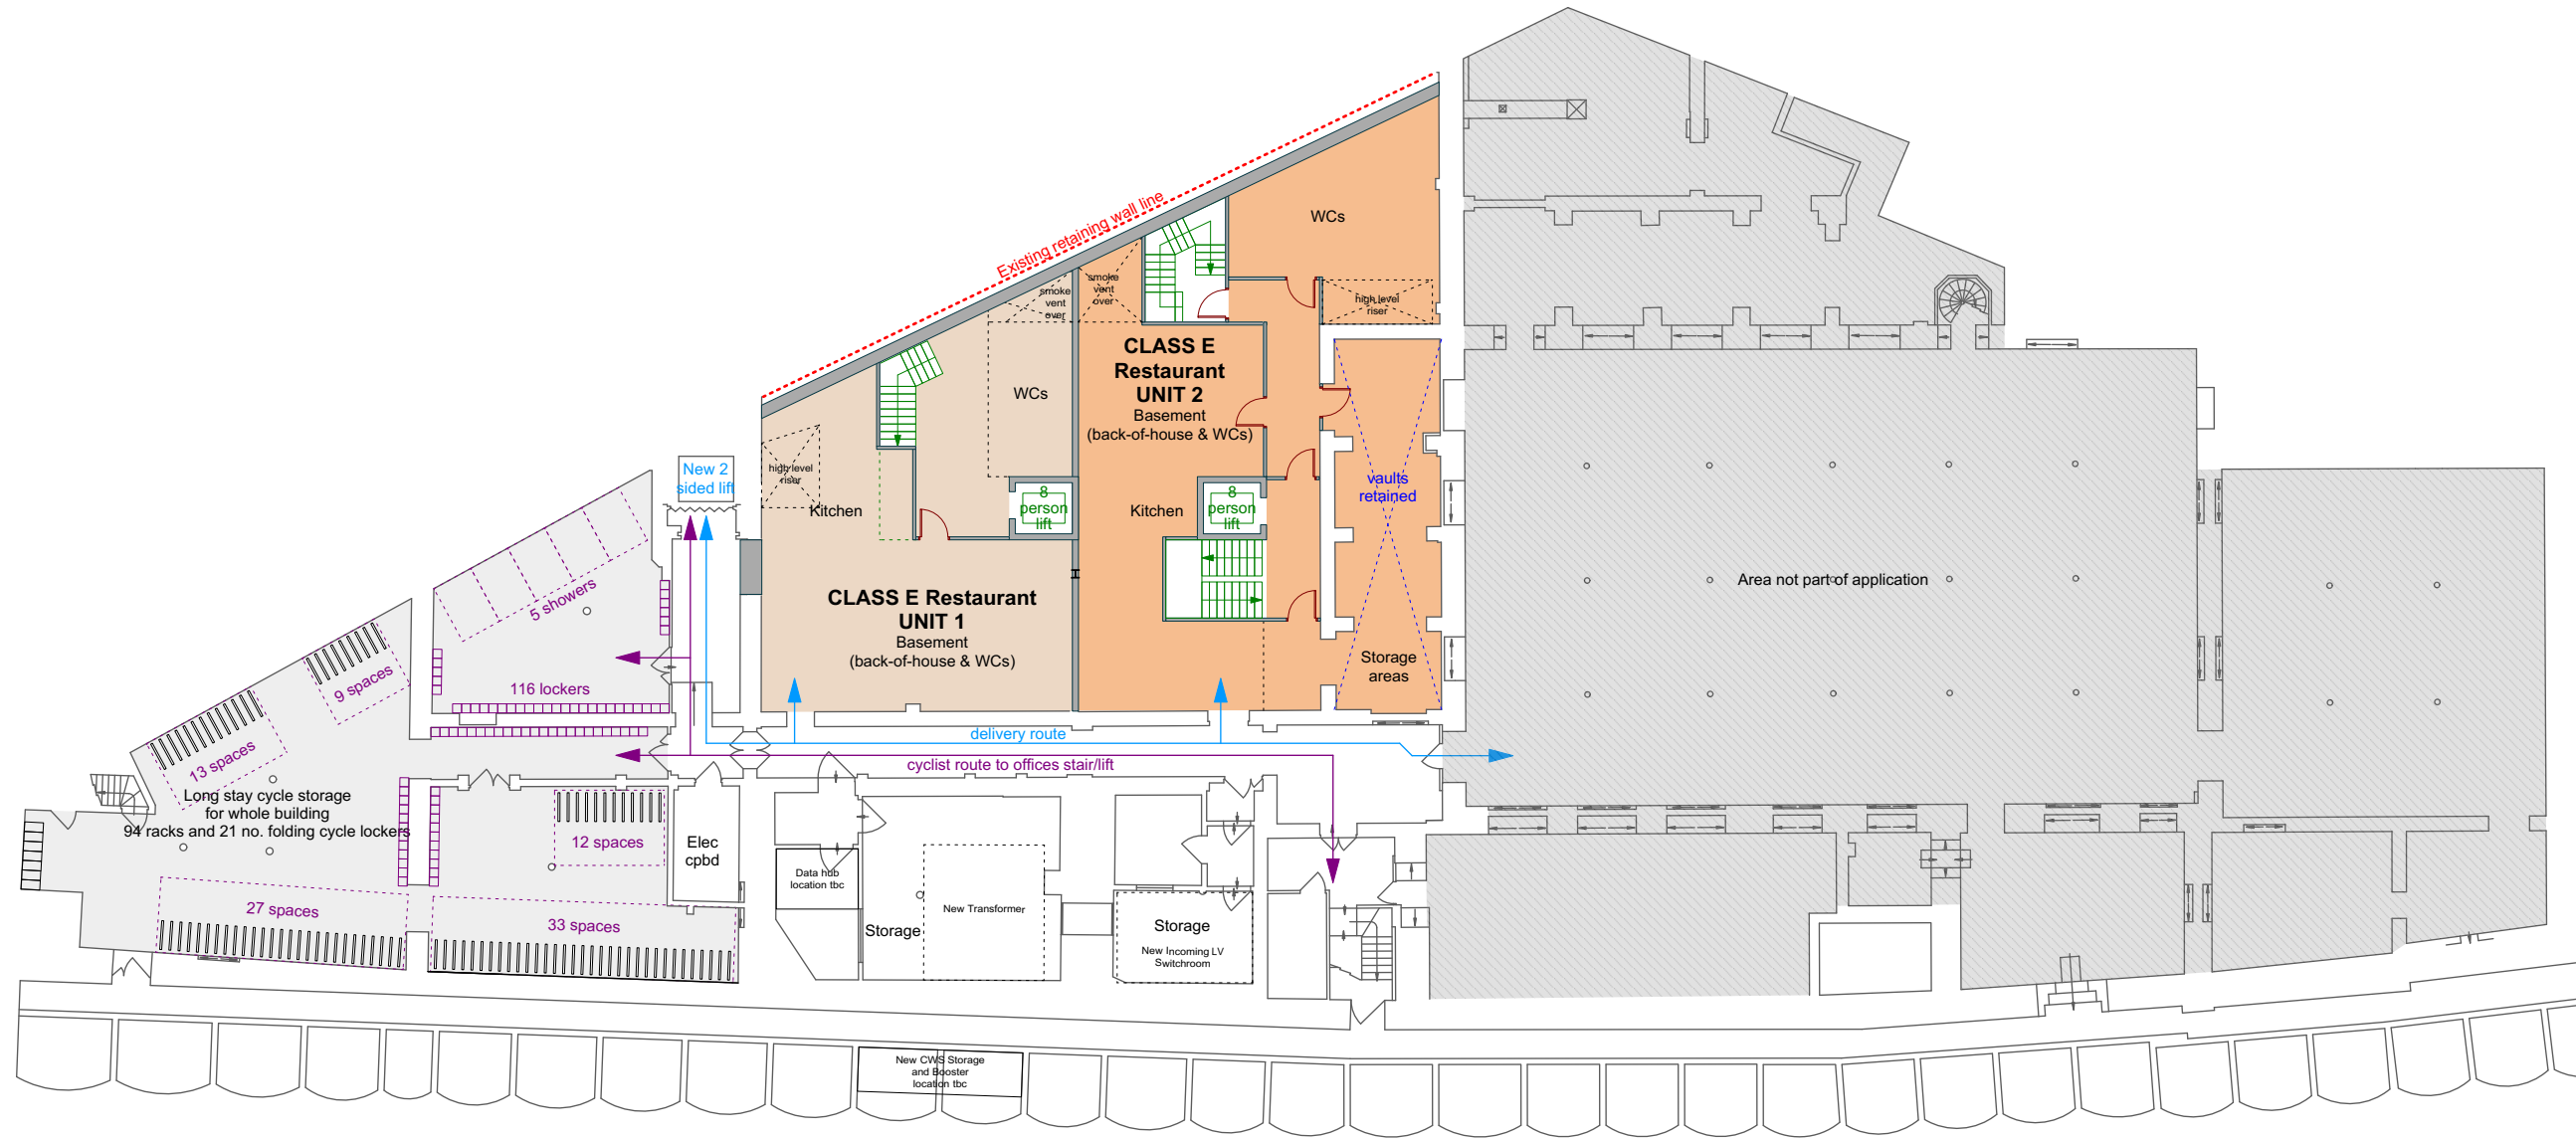 Existing retaining wall line
WCs
smoke
vent
over
smoke
vent
over
high level
riser
CLASS E
Restaurant
UNIT 2
Basement
(back-of-house & WCs)
WCs
New 2
sided lift
high level
riser
Kitchen
8
person
lift
Kitchen
8
person
lift
vaults
retained
Area not part of application
5 showers
CLASS E Restaurant
UNIT 1
Basement
(back-of-house & WCs)
Storage
areas
9 spaces
116 lockers
13 spaces
delivery route
cyclist route to offices stair/lift
Long stay cycle storage
for whole building
94 racks and 21 no. folding cycle lockers
12 spaces
Elec
cpbd
Data hub
location tbc
27 spaces
33 spaces
Storage
New Transformer
Storage
New Incoming LV
Switchroom
New CWS Storage
and Booster
location tbc